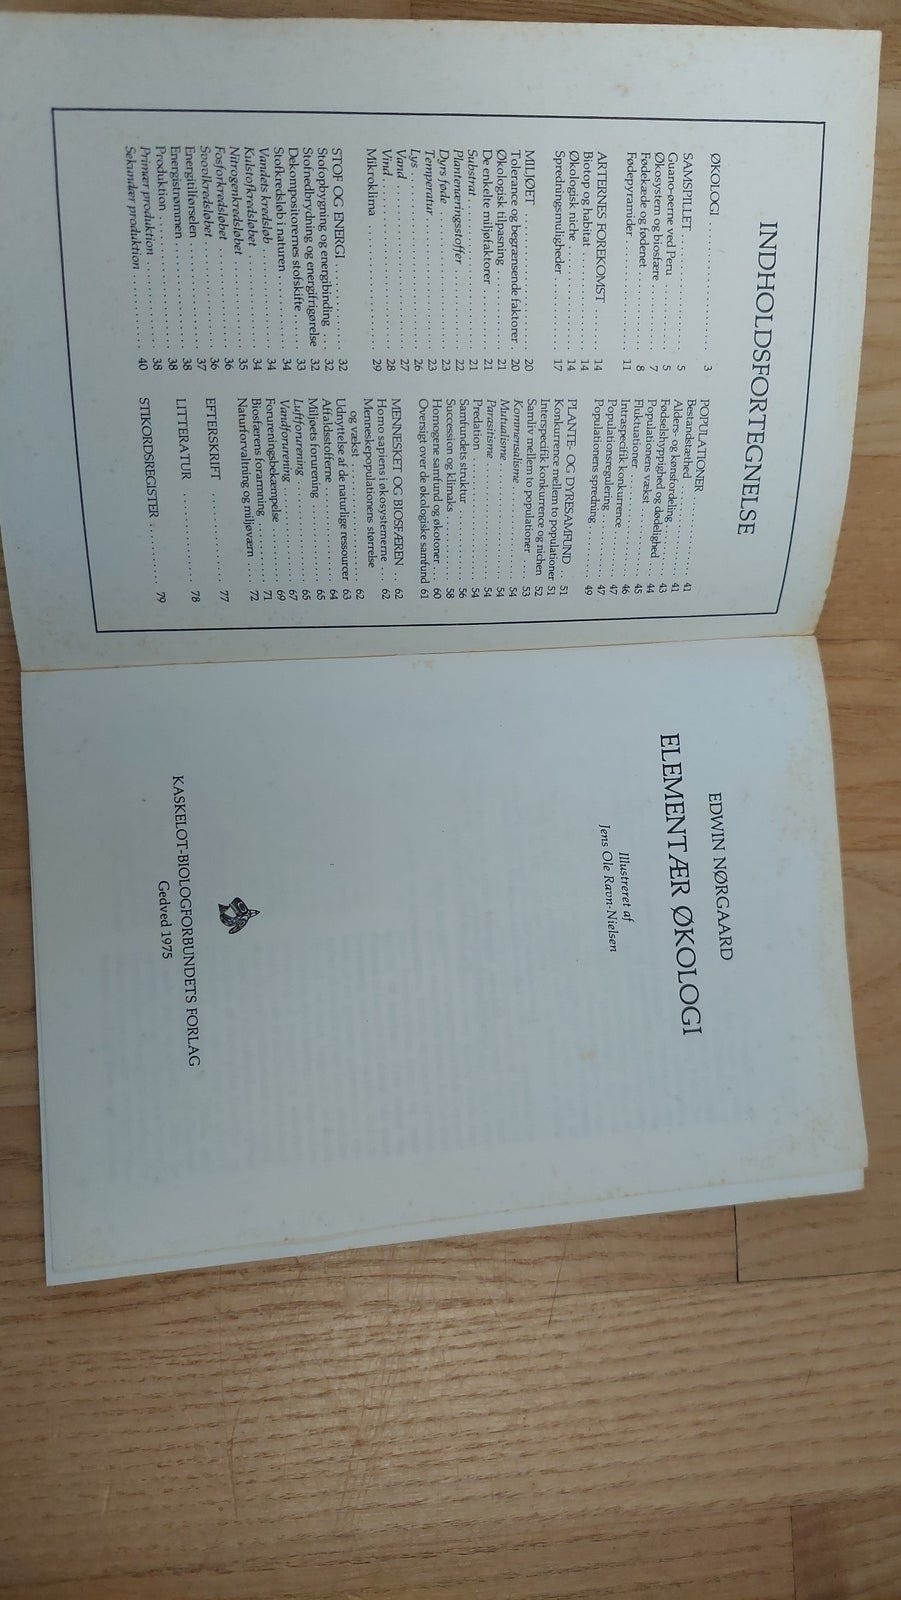 INDHOLDSFORTEGNELSE
ØKOLOGI . . . . . . . . . . . . . . . . . . 3
SAMSPILLET . . . . . . . . . . . . . . . 5
Guano-øerne ved Peru . . . . . . . . 5
Økosystem og biosfære . . . . . . . . 7
Fødekæde og fødenet . . . . . . . . . 8
Fødepyramider . . . . . . . . . . . . . 11
ARTERNES FOREKOMST . . . . . . 14
Biotop og habitat . . . . . . . . . . . . 14
Økologisk niche . . . . . . . . . . . . . 14
Spredningsmuligheder . . . . . . . . 17
MILJØET . . . . . . . . . . . . . . . . . 20
Tolerance og begrænsende faktorer 20
Økologisk tilpasning . . . . . . . . . . 21
De enkelte miljøfaktorer . . . . . . . 21
Substrat . . . . . . . . . . . . . . . . . . 21
Plantenæringsstoffer . . . . . . . . . . 22
Dyrs føde . . . . . . . . . . . . . . . . . 23
Temperatur . . . . . . . . . . . . . . . . 23
Lys . . . . . . . . . . . . . . . . . . . . . 26
Vand . . . . . . . . . . . . . . . . . . . . 27
Vind . . . . . . . . . . . . . . . . . . . . 28
Mikroklima . . . . . . . . . . . . . . . . 29
STOF OG ENERGI . . . . . . . . . . . 32
Stofopbygning og energibinding . . 32
Stofnedbrydning og energifrigørelse 32
Dekompositorernes stofskifte . . . . 33
Stofkredsløb i naturen . . . . . . . . . 34
Vandets kredsløb . . . . . . . . . . . . 34
Kulstofkredsløbet . . . . . . . . . . . . 34
Nitrogenkredsløbet . . . . . . . . . . . 35
Fosforkredsløbet . . . . . . . . . . . . . 36
Svovlkredsløbet . . . . . . . . . . . . . 36
Energitilførselen . . . . . . . . . . . . . 37
Energistrømmen . . . . . . . . . . . . . 38
Produktion . . . . . . . . . . . . . . . . 38
Primær produktion . . . . . . . . . . . 38
Sekundær produktion . . . . . . . . . 40
POPULATIONER . . . . . . . . . . . . 41
Bestandstæthed . . . . . . . . . . . . . 41
Alders- og kønsfordeling . . . . . . . 41
Fødselshyppighed og dødelighed . . 43
Populationens vækst . . . . . . . . . . 44
Fluktuationer . . . . . . . . . . . . . . . 45
Intraspecifik konkurrence . . . . . . 46
Populationsregulering . . . . . . . . . 47
Populationens spredning . . . . . . . 49
PLANTE- OG DYRESAMFUND . . 51
Konkurrence mellem to populationer 51
Interspecifik konkurrence og nichen 52
Samliv mellem to populationer . . . 53
Kommensalisme . . . . . . . . . . . . . 54
Mutualisme . . . . . . . . . . . . . . . . 54
Parasitisme . . . . . . . . . . . . . . . . 54
Predation . . . . . . . . . . . . . . . . . 54
Samfundets struktur . . . . . . . . . . 56
Succession og klimaks . . . . . . . . . 58
Homogene samfund og økotoner . . 60
Oversigt over de økologiske samfund 61
MENNESKET OG BIOSFÆREN . . 62
Homo sapiens i økosystemerne . . . 62
Menneskepopulationens størrelse
og vækst . . . . . . . . . . . . . . . . . 62
Udnyttelse af de naturlige ressourcer 63
Affaldsstofferne . . . . . . . . . . . . . 64
Miljøets forurening . . . . . . . . . . . 65
Luftforurening . . . . . . . . . . . . . . 65
Vandforurening . . . . . . . . . . . . . 67
Forureningsbekæmpelse . . . . . . . 69
Biosfærens forarmning . . . . . . . . 71
Naturforvaltning og miljøværn . . . 72
EFTERSKRIFT . . . . . . . . . . . . . . 77
LITTERATUR . . . . . . . . . . . . . . . 78
STIKORDSREGISTER . . . . . . . . . 79
EDWIN NØRGAARD
ELEMENTÆR ØKOLOGI
Illustreret af
Jens Ole Ravn-Nielsen
KASKELOT-BIOLOGFORBUNDETS FORLAG
Gedved 1975